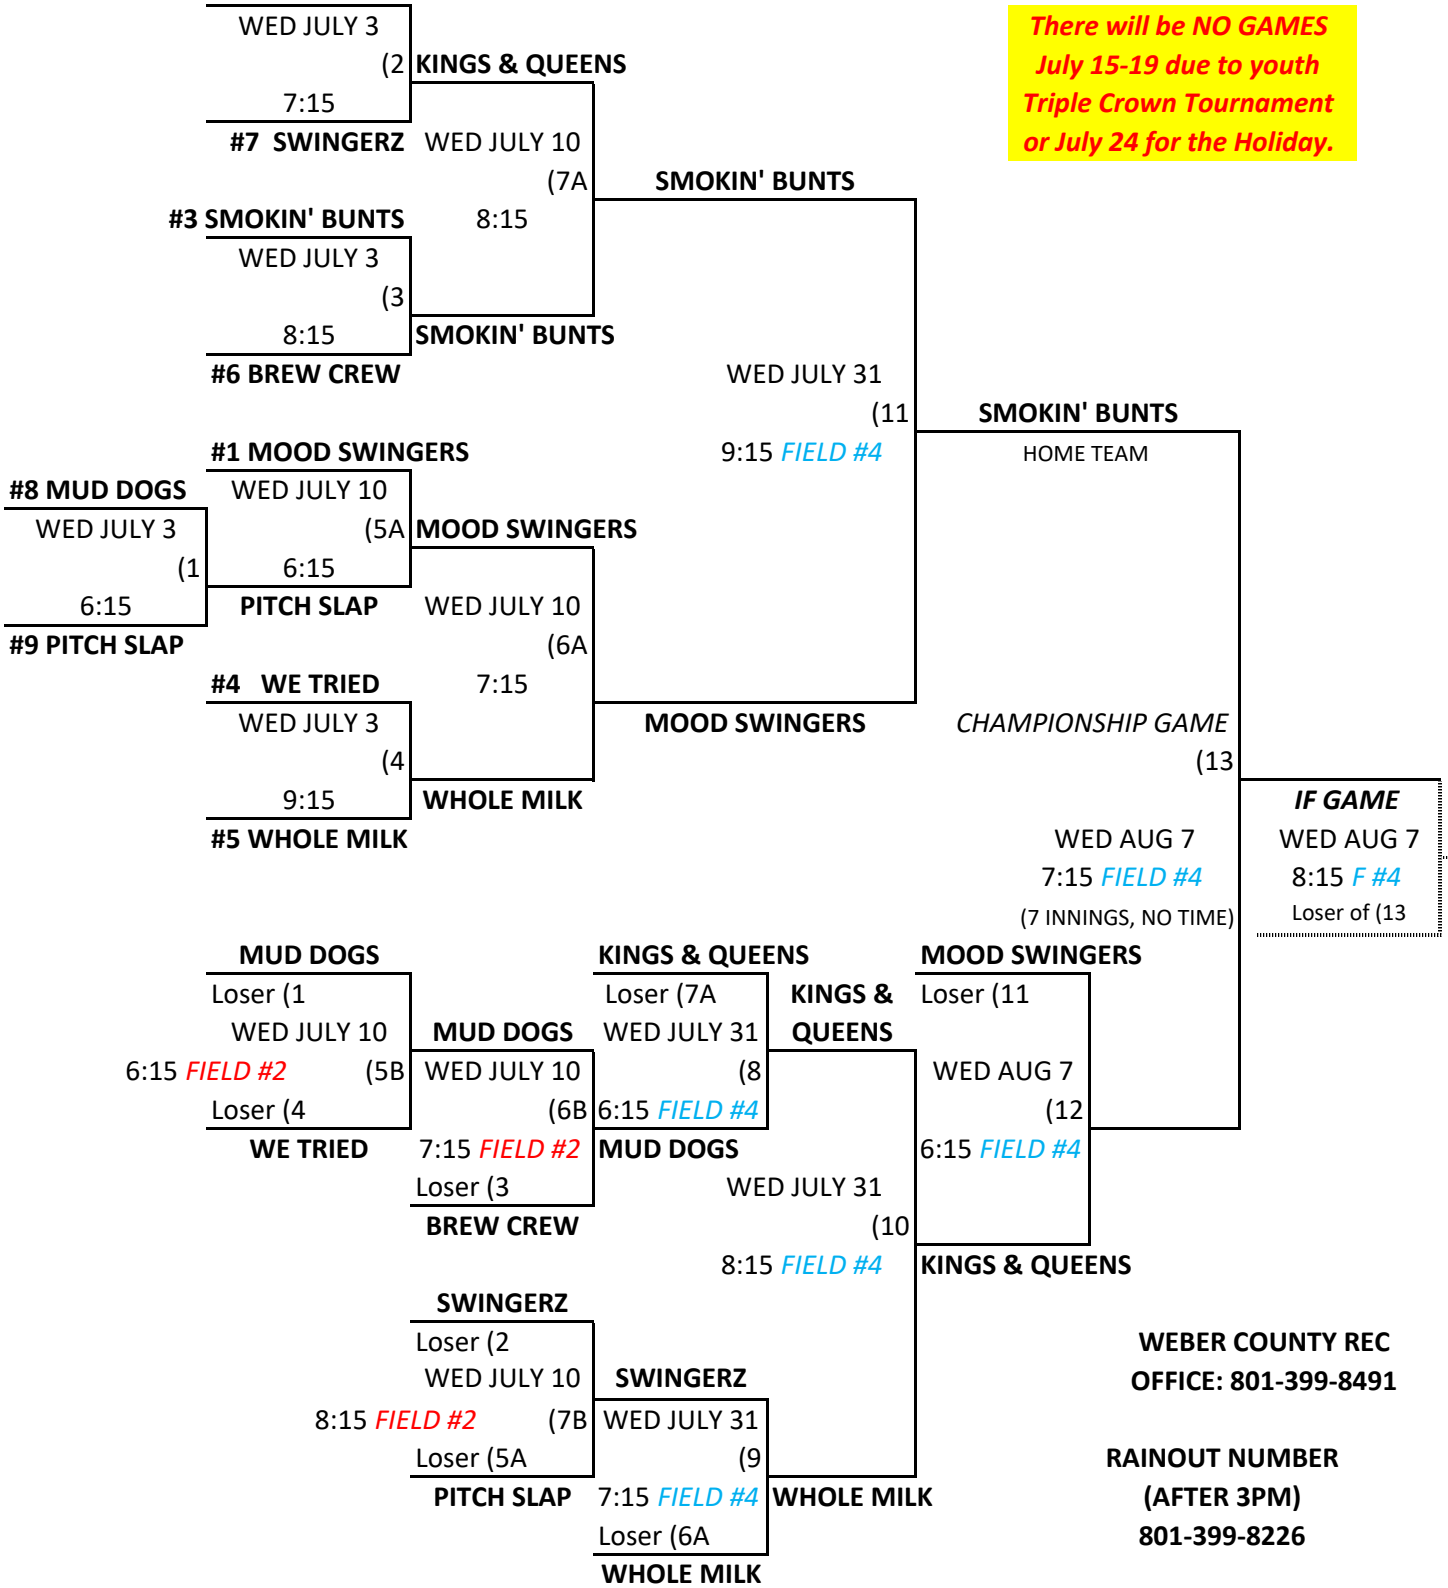 WED JULY 3
(2 KINGS & QUEENS
7:15
#7 SWINGERZ WED JULY 10
(7A
8:15
#3 SMOKIN' BUNTS
WED JULY 3
(3
8:15
SMOKIN' BUNTS
#6 BREW CREW
SMOKIN' BUNTS
There will be NO GAMES
July 15-19 due to youth
Triple Crown Tournament
or July 24 for the Holiday.
WED JULY 31
(11
9:15 FIELD #4
SMOKIN' BUNTS
HOME TEAM
#1 MOOD SWINGERS
#8 MUD DOGS
WED JULY 10
WED JULY 3
(5A MOOD SWINGERS
(1
6:15
6:15
PITCH SLAP
#9 PITCH SLAP
WED JULY 10
(6A
7:15
#4 WE TRIED
WED JULY 3
(4
9:15
WHOLE MILK
#5 WHOLE MILK
MOOD SWINGERS
CHAMPIONSHIP GAME
(13
WED AUG 7
7:15 FIELD #4
(7 INNINGS, NO TIME)
IF GAME
WED AUG 7
8:15 F #4
Loser of (13
MUD DOGS
Loser (1
WED JULY 10
6:15 FIELD #2 (5B
Loser (4
WE TRIED
MUD DOGS
WED JULY 10
(6B
7:15 FIELD #2
Loser (3
BREW CREW
KINGS & QUEENS
Loser (7A
WED JULY 31
(8
6:15 FIELD #4
MUD DOGS
KINGS &
QUEENS
WED JULY 31
(10
8:15 FIELD #4
MOOD SWINGERS
Loser (11
WED AUG 7
(12
6:15 FIELD #4
KINGS & QUEENS
SWINGERZ
Loser (2
WED JULY 10
8:15 FIELD #2 (7B
Loser (5A
PITCH SLAP
SWINGERZ
WED JULY 31
(9
7:15 FIELD #4
Loser (6A
WHOLE MILK
WHOLE MILK
WEBER COUNTY REC
OFFICE: 801-399-8491
RAINOUT NUMBER
(AFTER 3PM)
801-399-8226